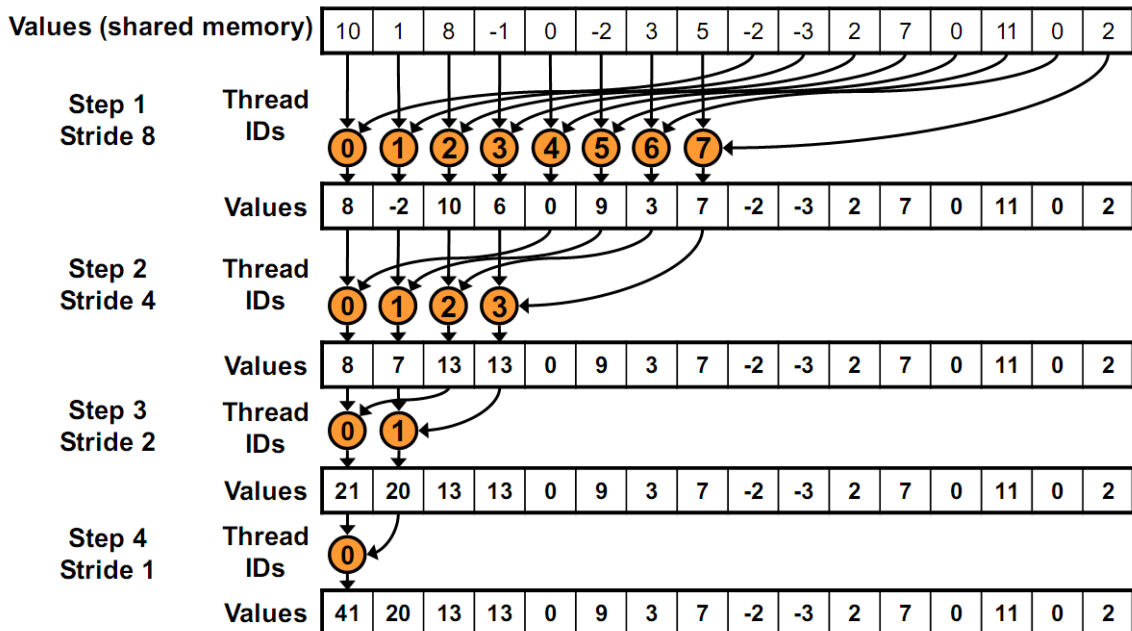 Values (shared memory) 10 1 8 -1 0 -2 3 5 -2 -3 2 7 0 11 0 2
Step 1 Thread
Stride 8 IDs
0 1 2 3 4 5 6 7
Values 8 -2 10 6 0 9 3 7 -2 -3 2 7 0 11 0 2
Step 2 Thread
Stride 4 IDs
0 1 2 3
Values 8 7 13 13 0 9 3 7 -2 -3 2 7 0 11 0 2
Step 3 Thread
Stride 2 IDs
0 1
Values 21 20 13 13 0 9 3 7 -2 -3 2 7 0 11 0 2
Step 4 Thread
Stride 1 IDs
0
Values 41 20 13 13 0 9 3 7 -2 -3 2 7 0 11 0 2